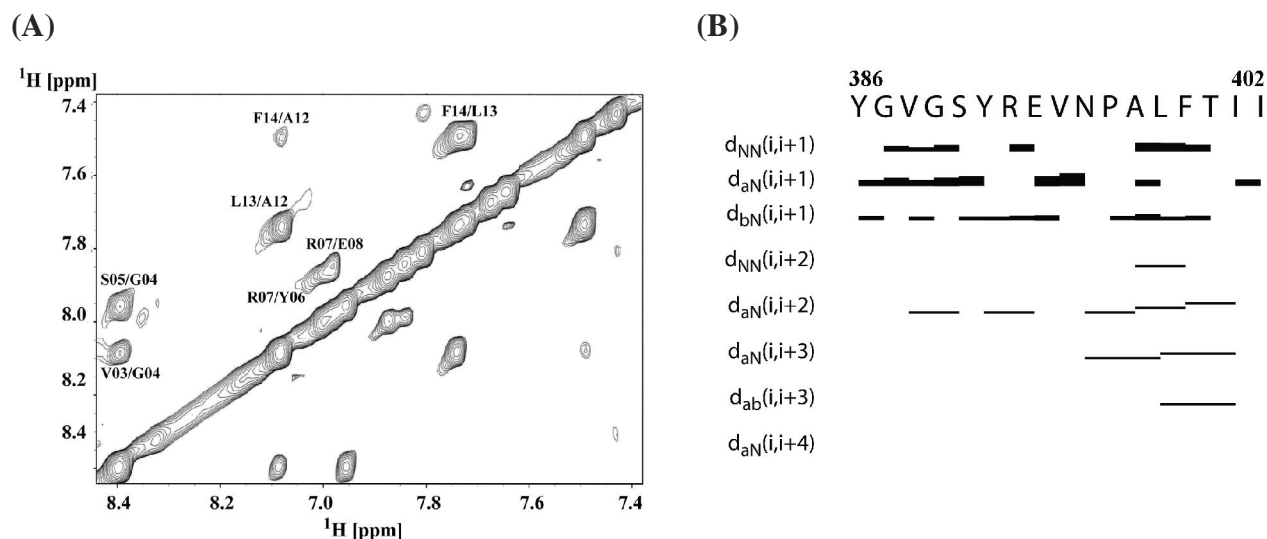 (A)
¹H [ppm]
7.4
7.6
7.8
8.0
8.2
8.4
F14/A12
F14/L13
L13/A12
R07/E08
S05/G04
R07/Y06
V03/G04
8.4
8.2
7.0
7.8
7.6
7.4
¹H [ppm]
(B)
386 402
Y G V G S Y R E V N P A L F T I I
dNN(i,i+1)
daN(i,i+1)
dbN(i,i+1)
dNN(i,i+2)
daN(i,i+2)
daN(i,i+3)
dab(i,i+3)
daN(i,i+4)